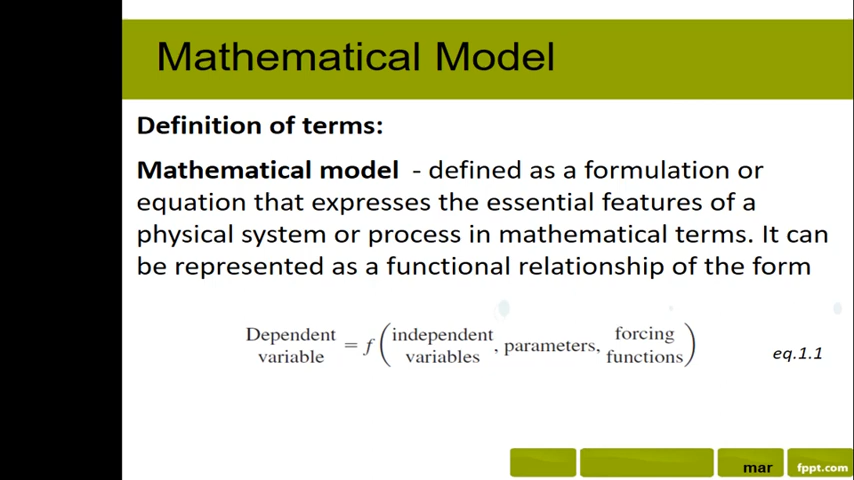 Mathematical Model
Definition of terms:
Mathematical model - defined as a formulation or
equation that expresses the essential features of a
physical system or process in mathematical terms. It can
be represented as a functional relationship of the form
Dependent variable = f (independent variables, parameters, forcing functions)
eq.1.1
mar
fppt.com